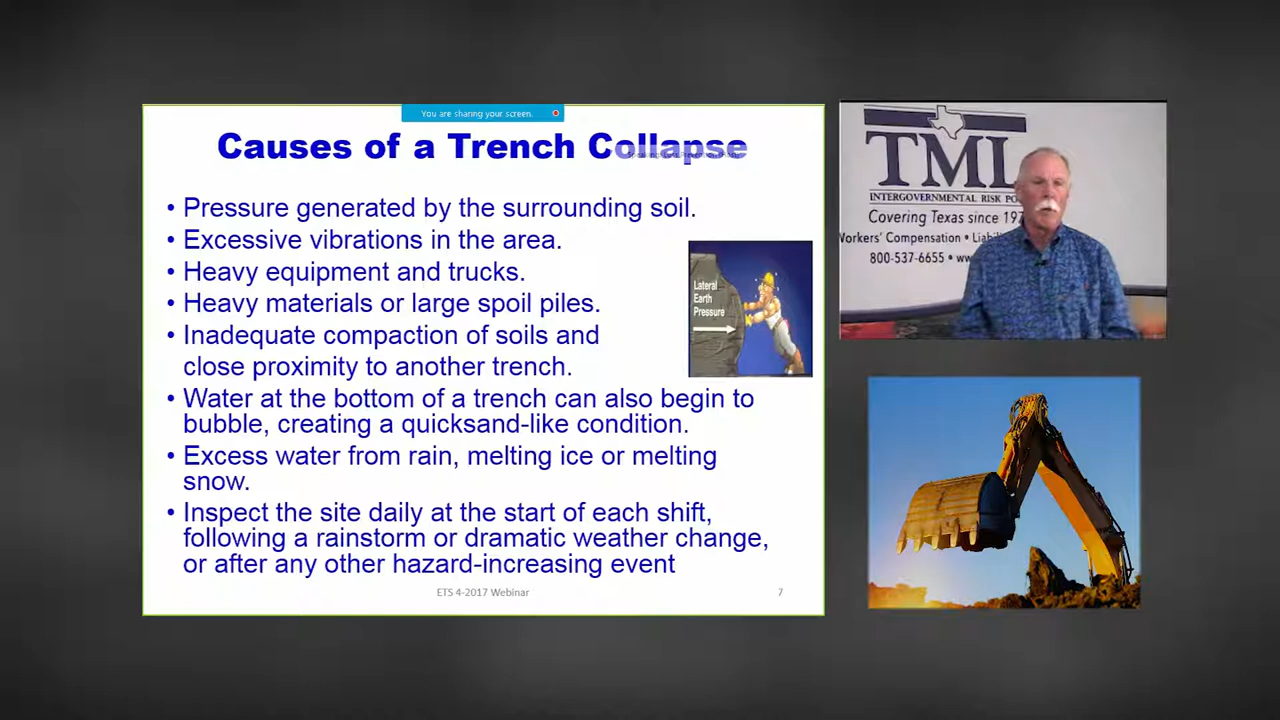 You are sharing your screen.
Causes of a Trench Collapse
• Pressure generated by the surrounding soil.
• Excessive vibrations in the area.
• Heavy equipment and trucks.
• Heavy materials or large spoil piles.
• Inadequate compaction of soils and
close proximity to another trench.
• Water at the bottom of a trench can also begin to
bubble, creating a quicksand-like condition.
• Excess water from rain, melting ice or melting
snow.
• Inspect the site daily at the start of each shift,
following a rainstorm or dramatic weather change,
or after any other hazard-increasing event
Lateral
Earth
Pressure
ETS 4-2017 Webinar
7
TML
INTERGOVERNMENTAL RISK
Covering Texas since
Workers' Compensation •
800-537-6655 •